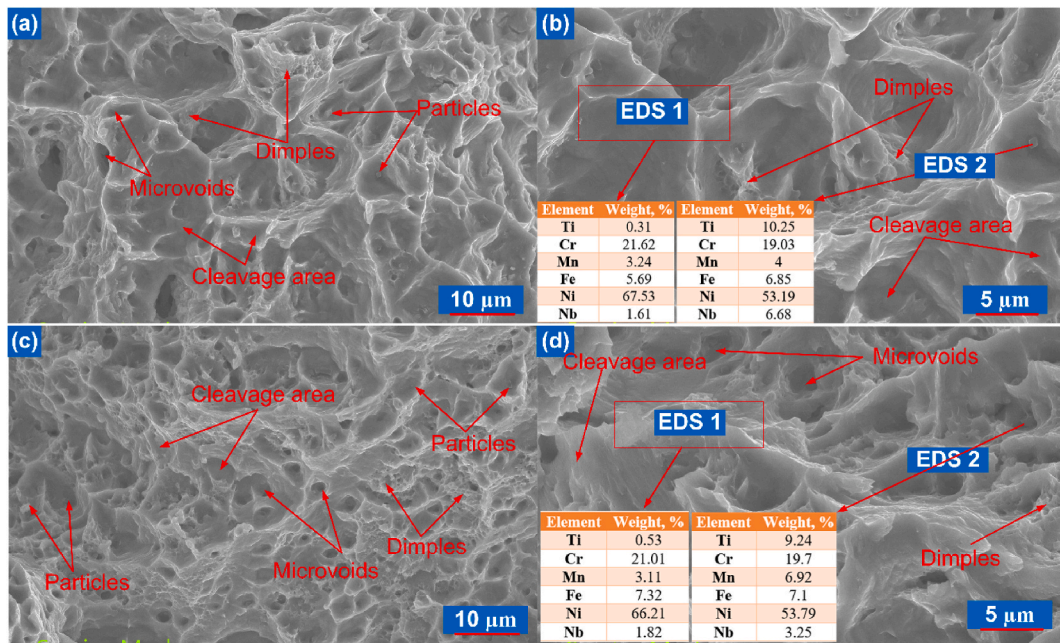 (a)
Particles
Dimples
Microvoids
Cleavage area
10 µm
(b)
Dimples
EDS 1
EDS 2
Cleavage area
Element Weight, % Element Weight, %
Ti 0.31 Ti 10.25
Cr 21.62 Cr 19.03
Mn 3.24 Mn 4
Fe 5.69 Fe 6.85
Ni 67.53 Ni 53.19
Nb 1.61 Nb 6.68
5 µm
(c)
Cleavage area
Particles
Dimples
Microvoids
Particles
10 µm
(d)
Cleavage area
Microvoids
EDS 1
EDS 2
Dimples
Element Weight, % Element Weight, %
Ti 0.53 Ti 9.24
Cr 21.01 Cr 19.7
Mn 3.11 Mn 6.92
Fe 7.32 Fe 7.1
Ni 66.21 Ni 53.79
Nb 1.82 Nb 3.25
5 µm